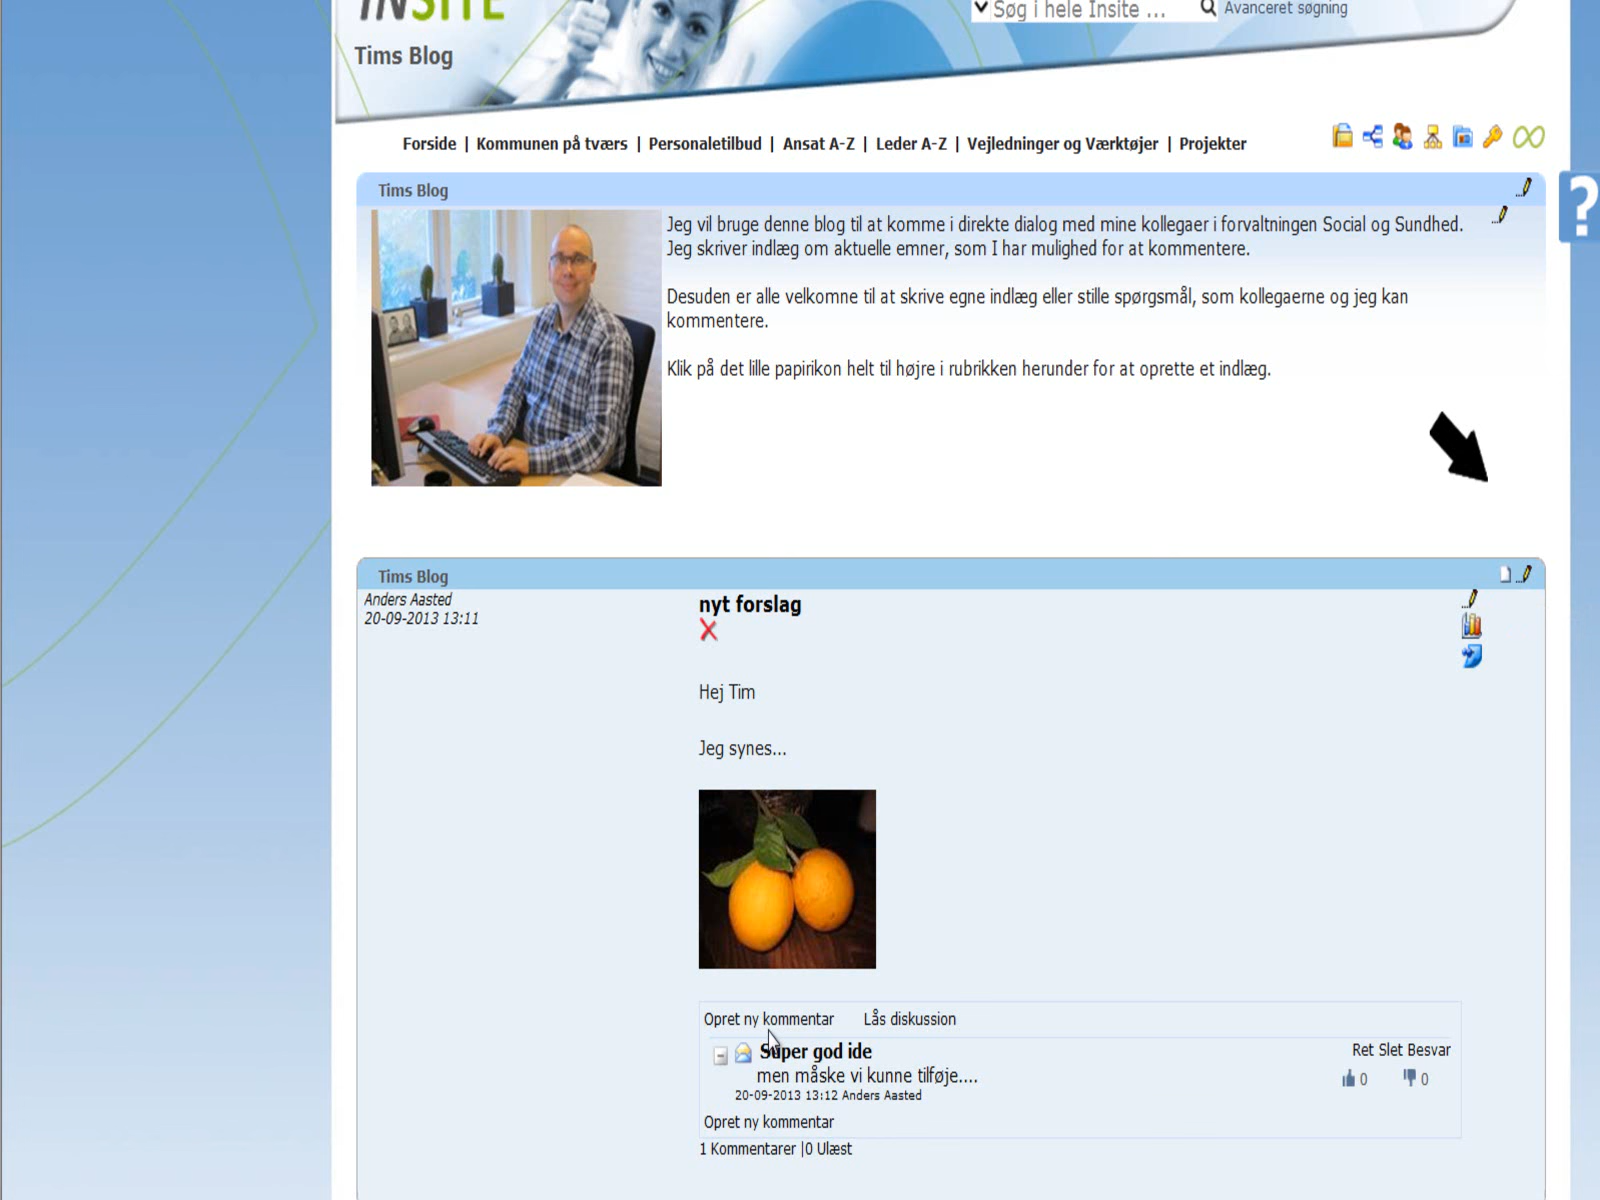 INSITE
Søg i hele Insite ...
Avanceret søgning
Tims Blog
Forside | Kommunen på tværs | Personaletilbud | Ansat A-Z | Leder A-Z | Vejledninger og Værktøjer | Projekter
Tims Blog
?
Jeg vil bruge denne blog til at komme i direkte dialog med mine kollegaer i forvaltningen Social og Sundhed.
Jeg skriver indlæg om aktuelle emner, som I har mulighed for at kommentere.
Desuden er alle velkomne til at skrive egne indlæg eller stille spørgsmål, som kollegaerne og jeg kan
kommentere.
Klik på det lille papirikon helt til højre i rubrikken herunder for at oprette et indlæg.
Tims Blog
Anders Aasted
20-09-2013 13:11
nyt forslag
Hej Tim
Jeg synes...
Opret ny kommentar Lås diskussion
Super god ide
Ret Slet Besvar
men måske vi kunne tilføje....
0 0
20-09-2013 13:12 Anders Aasted
Opret ny kommentar
1 Kommentarer |0 Ulæst